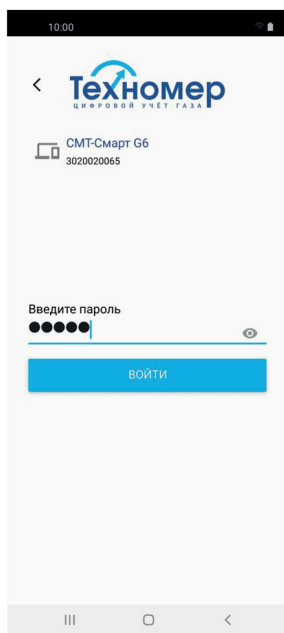 10:00
Техномер
ЦИФРОВОЙ УЧЁТ ГАЗА
СМТ-Смарт G6
3020020065
Введите пароль
ВОЙТИ